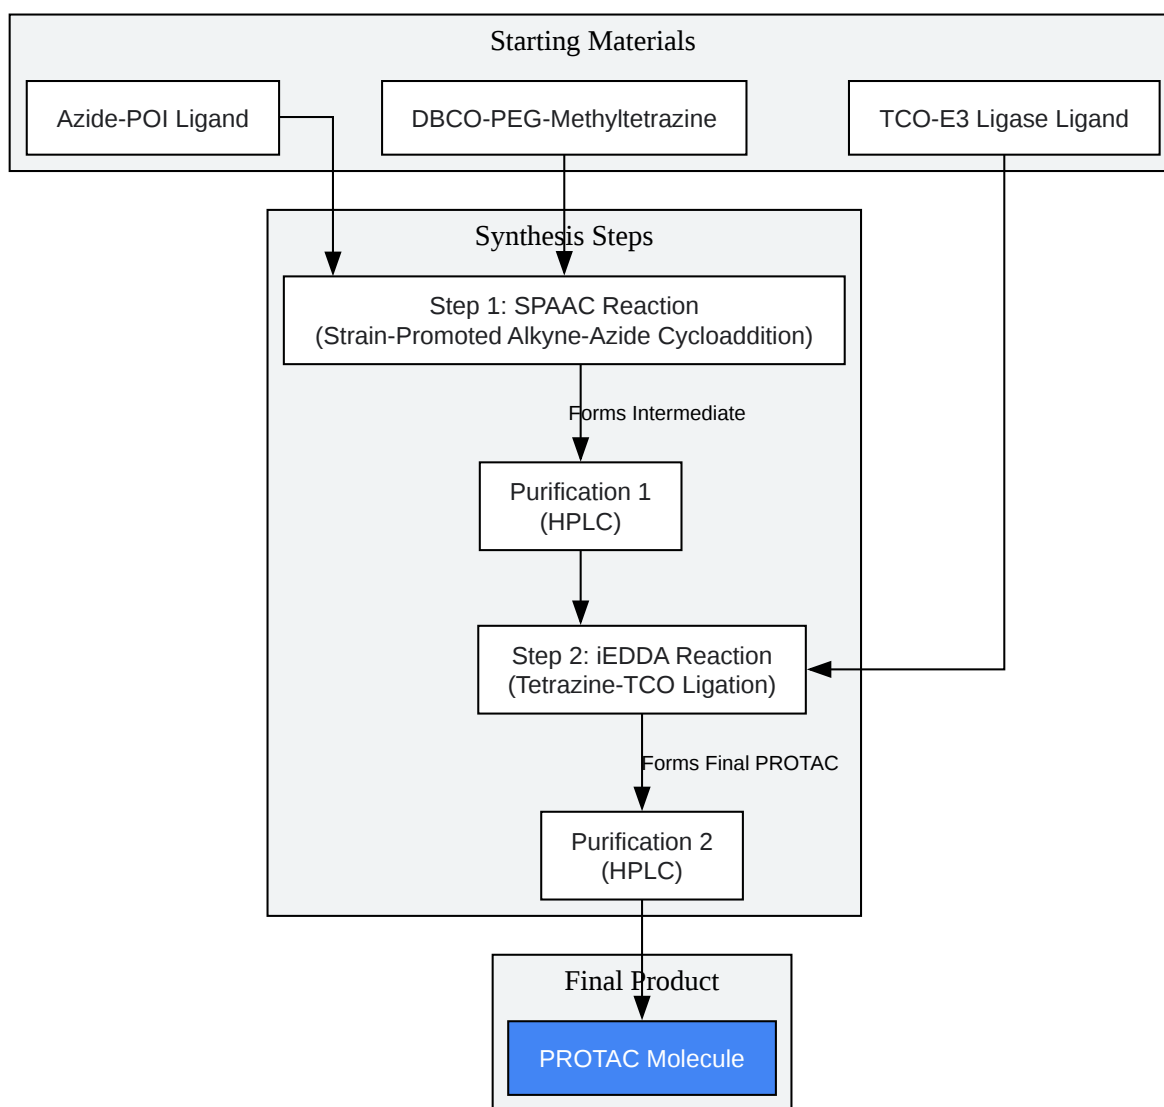 Starting Materials
Azide-POI Ligand
DBCO-PEG-Methyltetrazine
TCO-E3 Ligase Ligand
Synthesis Steps
Step 1: SPAAC Reaction
(Strain-Promoted Alkyne-Azide Cycloaddition)
Forms Intermediate
Purification 1
(HPLC)
Step 2: iEDDA Reaction
(Tetrazine-TCO Ligation)
Forms Final PROTAC
Purification 2
(HPLC)
Final Product
PROTAC Molecule